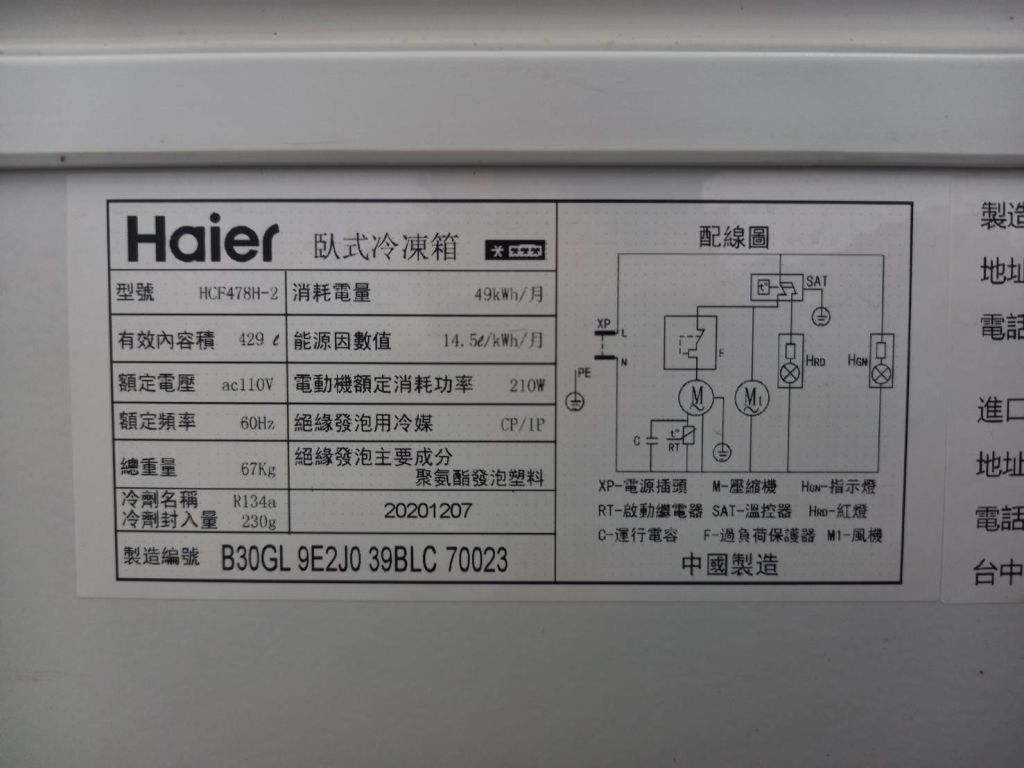 Haier 臥式冷凍箱
型號 HCF478H-2 消耗電量 49kWh/月
有效內容積 429ℓ 能源因數值 14.5ℓ/kWh/月
額定電壓 ac110V 電動機額定消耗功率 210W
額定頻率 60Hz 絕緣發泡用冷媒 CP/IP
總重量 67Kg 絕緣發泡主要成分
聚氨酯發泡塑料
冷劑名稱 R134a
冷劑封入量 230g
20201207
製造編號 B30GL 9E2J0 39BLC 70023
配線圖
SAT
XP
L
N
PE
F
HRD
HGN
M
M1
C
t°
RT
t°
XP-電源插頭 M-壓縮機 HGN-指示燈
RT-啟動繼電器 SAT-溫控器 HRD-紅燈
C-運行電容 F-過負荷保護器 M1-風機
中國製造
製造
地址
電話
進口
地址
電話
台中